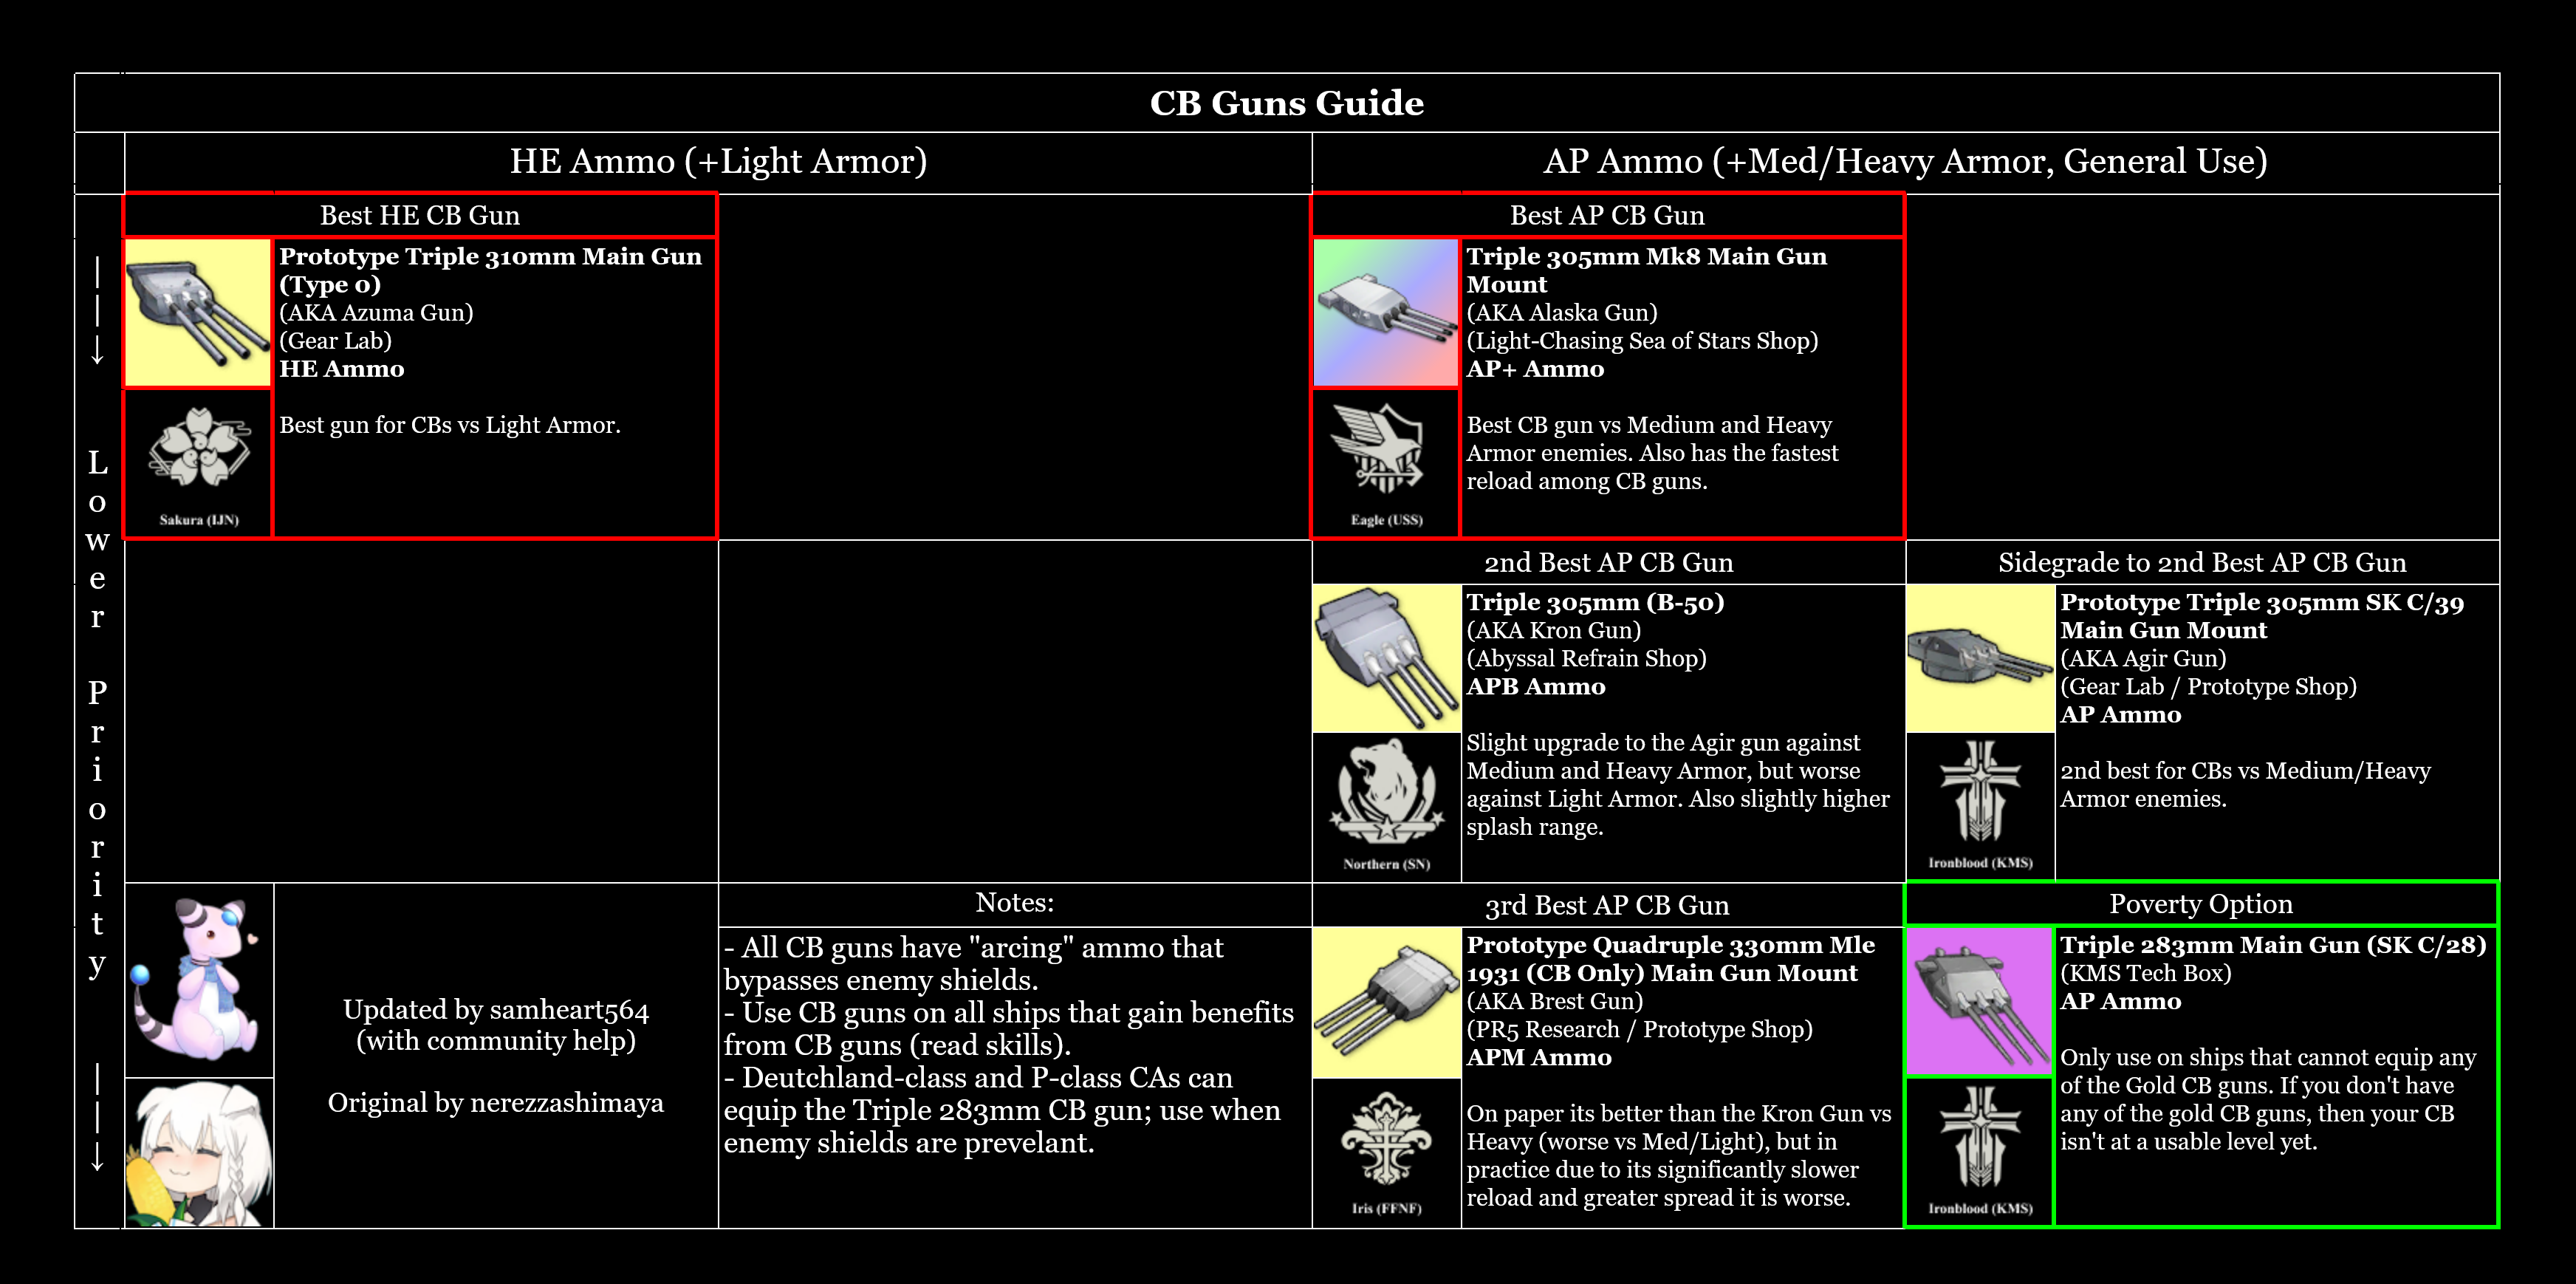 CB Guns Guide
HE Ammo (+Light Armor)
AP Ammo (+Med/Heavy Armor, General Use)
Lower Priority
Best HE CB Gun
Prototype Triple 310mm Main Gun
(Type 0)
(AKA Azuma Gun)
(Gear Lab)
HE Ammo
Best gun for CBs vs Light Armor.
Sakura (IJN)
Best AP CB Gun
Triple 305mm Mk8 Main Gun
Mount
(AKA Alaska Gun)
(Light-Chasing Sea of Stars Shop)
AP+ Ammo
Best CB gun vs Medium and Heavy
Armor enemies. Also has the fastest
reload among CB guns.
Eagle (USS)
2nd Best AP CB Gun
Triple 305mm (B-50)
(AKA Kron Gun)
(Abyssal Refrain Shop)
APB Ammo
Slight upgrade to the Agir gun against
Medium and Heavy Armor, but worse
against Light Armor. Also slightly higher
splash range.
Northern (SN)
Sidegrade to 2nd Best AP CB Gun
Prototype Triple 305mm SK C/39
Main Gun Mount
(AKA Agir Gun)
(Gear Lab / Prototype Shop)
AP Ammo
2nd best for CBs vs Medium/Heavy
Armor enemies.
Ironblood (KMS)
Updated by samheart564
(with community help)
Original by nerezzashimaya
Notes:
- All CB guns have "arcing" ammo that
bypasses enemy shields.
- Use CB guns on all ships that gain benefits
from CB guns (read skills).
- Deutchland-class and P-class CAs can
equip the Triple 283mm CB gun; use when
enemy shields are prevelant.
3rd Best AP CB Gun
Prototype Quadruple 330mm Mle
1931 (CB Only) Main Gun Mount
(AKA Brest Gun)
(PR5 Research / Prototype Shop)
APM Ammo
On paper its better than the Kron Gun vs
Heavy (worse vs Med/Light), but in
practice due to its significantly slower
reload and greater spread it is worse.
Iris (FFNF)
Poverty Option
Triple 283mm Main Gun (SK C/28)
(KMS Tech Box)
AP Ammo
Only use on ships that cannot equip any
of the Gold CB guns. If you don't have
any of the gold CB guns, then your CB
isn't at a usable level yet.
Ironblood (KMS)